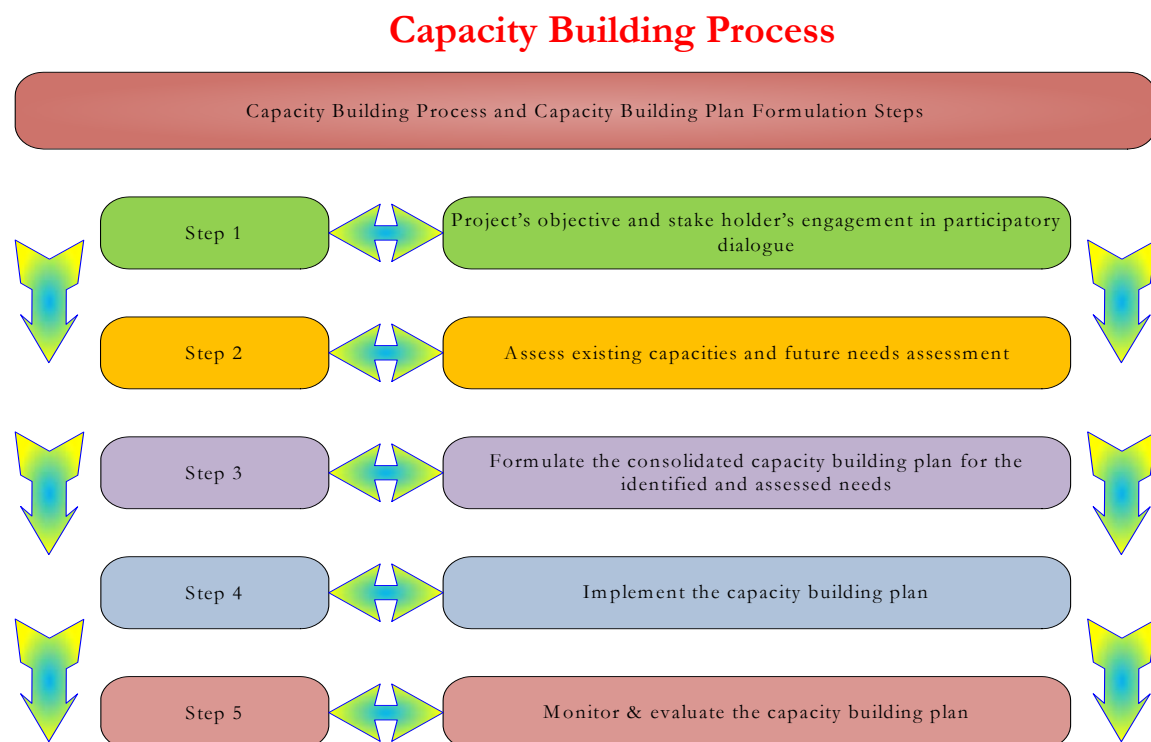 Capacity Building Process
Capacity Building Process and Capacity Building Plan Formulation Steps
Step 1
Project’s objective and stake holder’s engagement in participatory
dialogue
Step 2
Assess existing capacities and future needs assessment
Step 3
Formulate the consolidated capacity building plan for the
identified and assessed needs
Step 4
Implement the capacity building plan
Step 5
Monitor & evaluate the capacity building plan